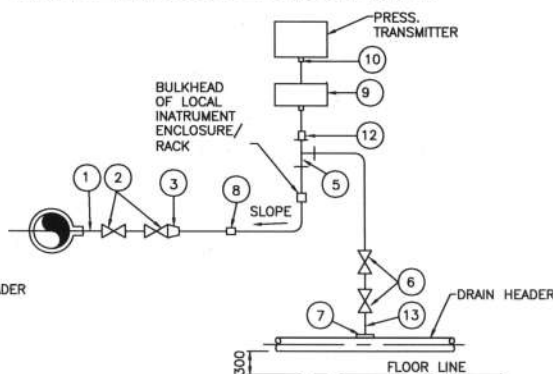 PRESS.
TRANSMITTER
10
9
BULKHEAD
OF LOCAL
INATRUMENT
ENCLOSURE/
RACK
12
5
1
2
3
8
SLOPE
6
ADER
7
13
DRAIN HEADER
300
FLOOR LINE